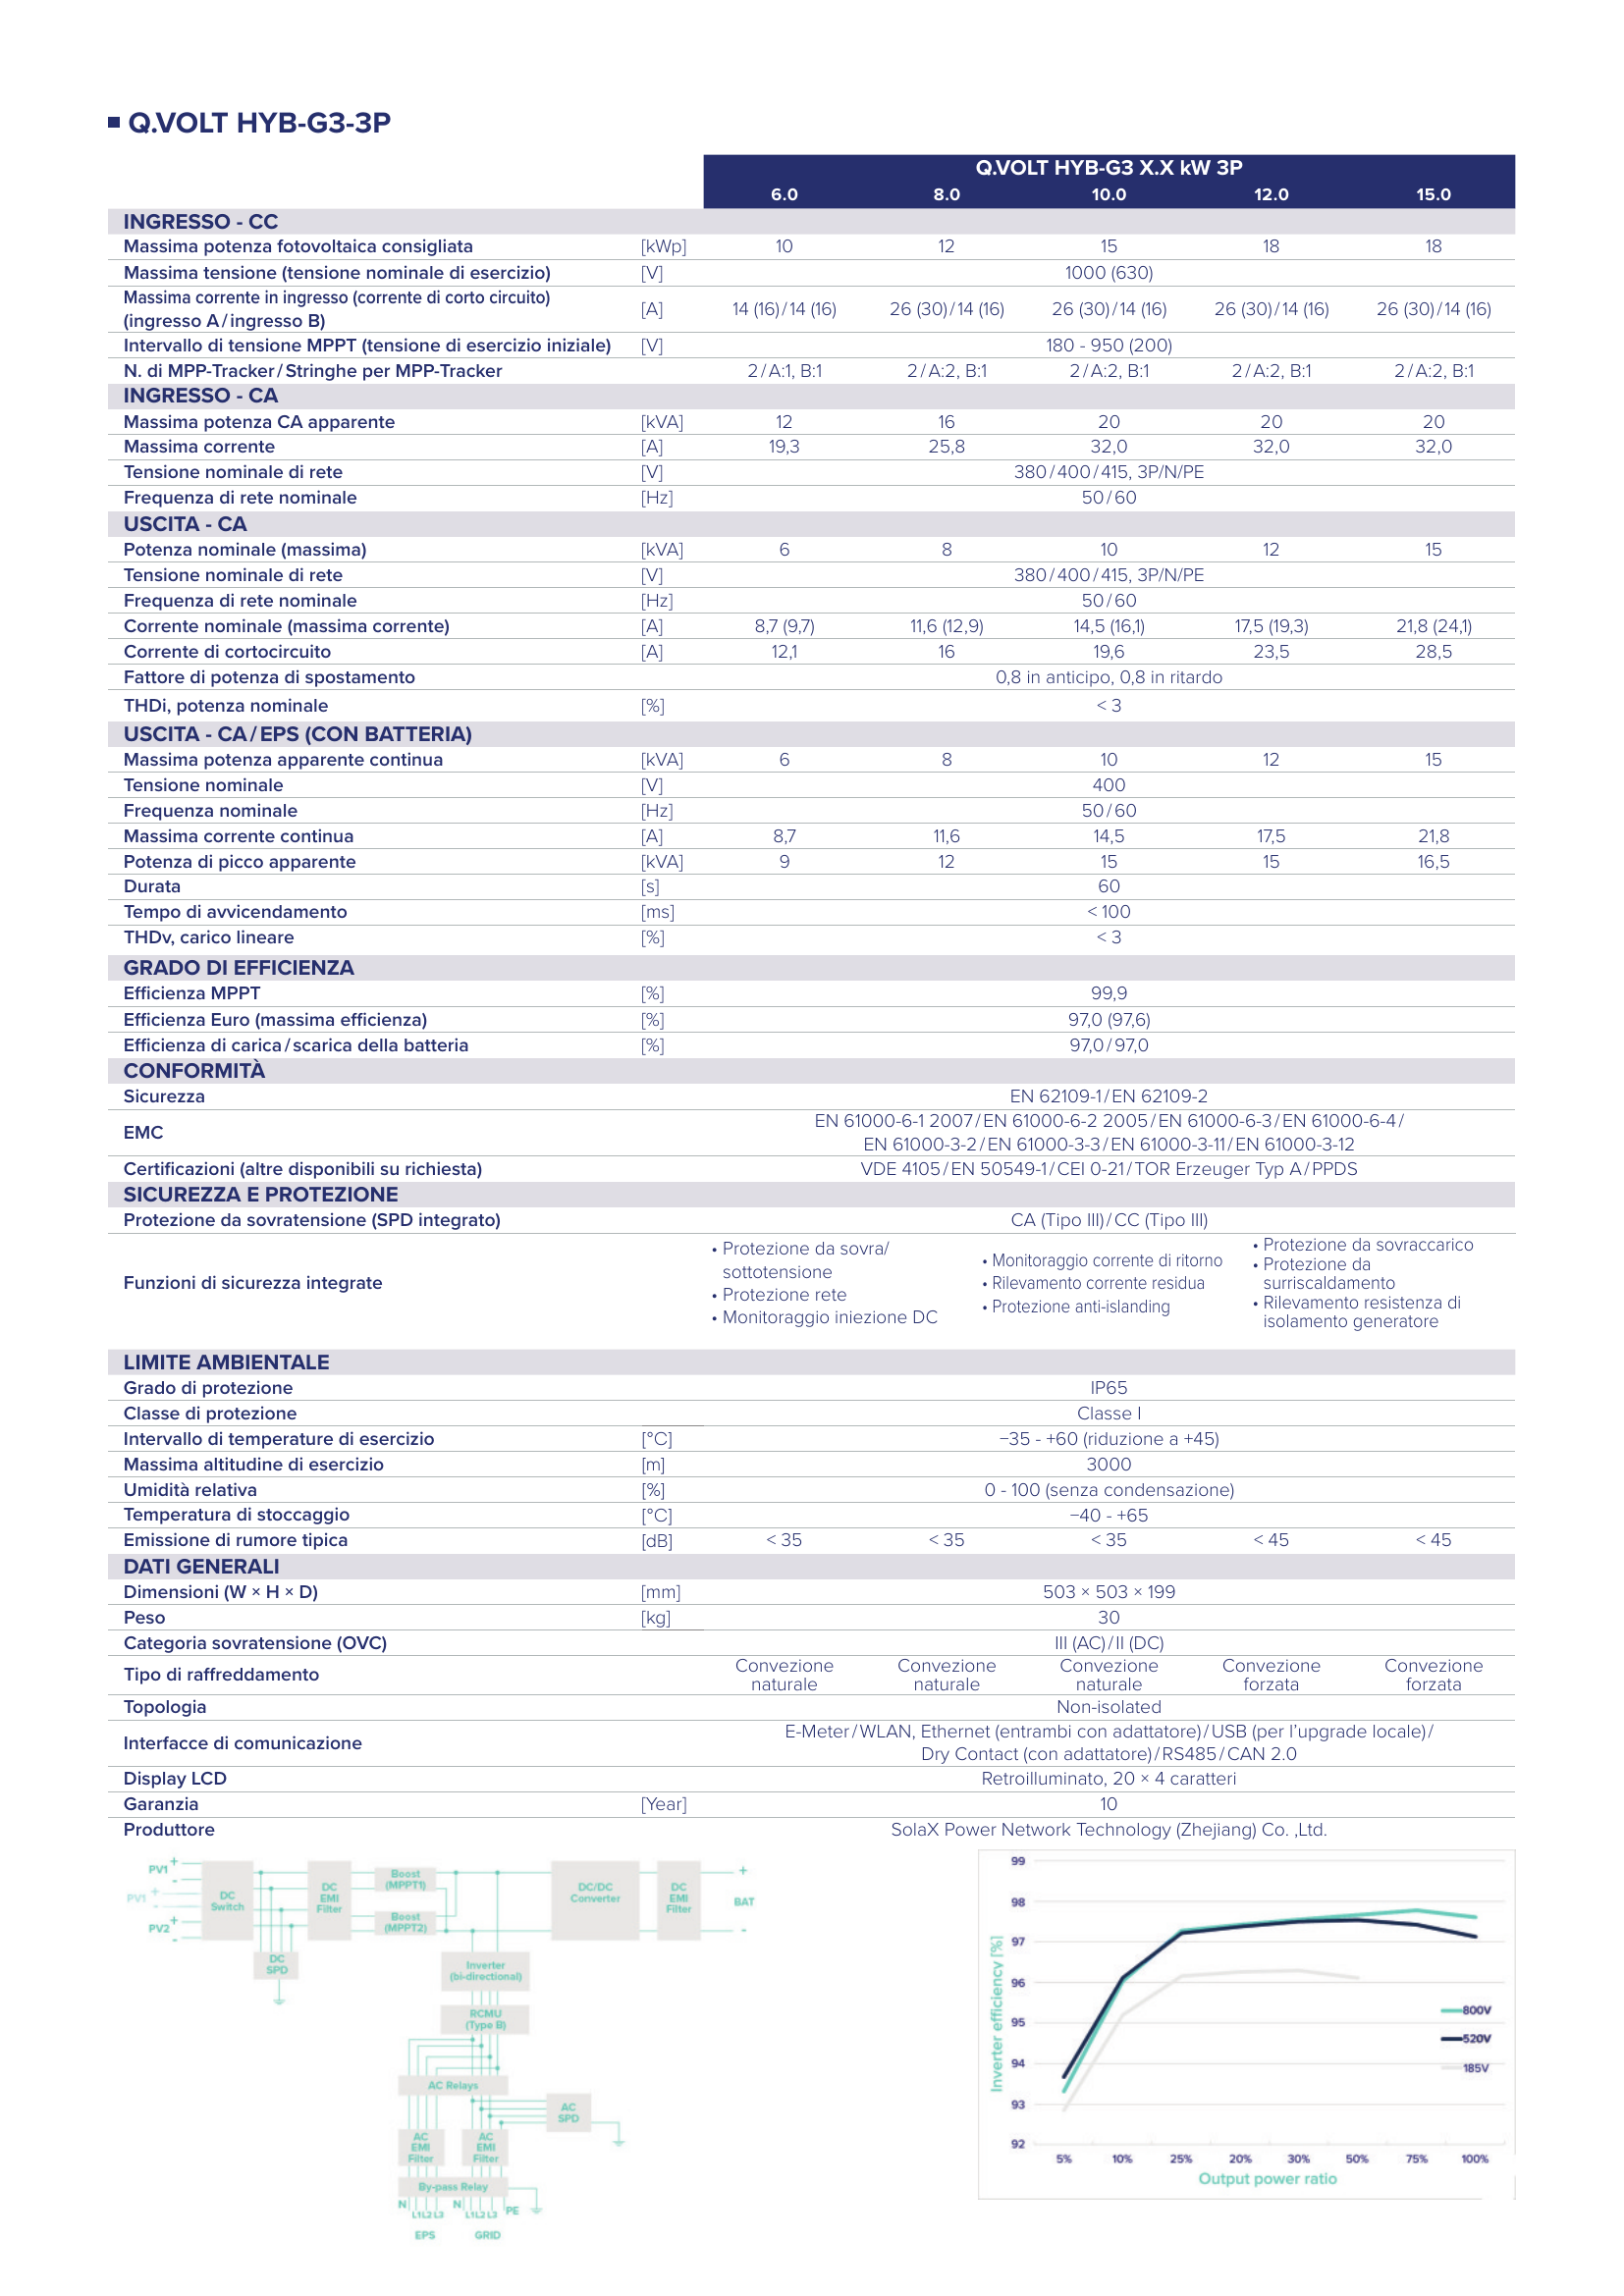 Q.VOLT HYB-G3-3P
Q.VOLT HYB-G3 X.X kW 3P
6.0 8.0 10.0 12.0 15.0
INGRESSO - CC
Massima potenza fotovoltaica consigliata [kWp] 10 12 15 18 18
Massima tensione (tensione nominale di esercizio) [V] 1000 (630)
Massima corrente in ingresso (corrente di corto circuito)
(ingresso A/ingresso B) [A] 14 (16)/14 (16) 26 (30)/14 (16) 26 (30)/14 (16) 26 (30)/14 (16) 26 (30)/14 (16)
Intervallo di tensione MPPT (tensione di esercizio iniziale) [V] 180 - 950 (200)
N. di MPP-Tracker/Stringhe per MPP-Tracker 2/A:1, B:1 2/A:2, B:1 2/A:2, B:1 2/A:2, B:1 2/A:2, B:1
INGRESSO - CA
Massima potenza CA apparente [kVA] 12 16 20 20 20
Massima corrente [A] 19,3 25,8 32,0 32,0 32,0
Tensione nominale di rete [V] 380/400/415, 3P/N/PE
Frequenza di rete nominale [Hz] 50/60
USCITA - CA
Potenza nominale (massima) [kVA] 6 8 10 12 15
Tensione nominale di rete [V] 380/400/415, 3P/N/PE
Frequenza di rete nominale [Hz] 50/60
Corrente nominale (massima corrente) [A] 8,7 (9,7) 11,6 (12,9) 14,5 (16,1) 17,5 (19,3) 21,8 (24,1)
Corrente di cortocircuito [A] 12,1 16 19,6 23,5 28,5
Fattore di potenza di spostamento 0,8 in anticipo, 0,8 in ritardo
THDi, potenza nominale [%] < 3
USCITA - CA/EPS (CON BATTERIA)
Massima potenza apparente continua [kVA] 6 8 10 12 15
Tensione nominale [V] 400
Frequenza nominale [Hz] 50/60
Massima corrente continua [A] 8,7 11,6 14,5 17,5 21,8
Potenza di picco apparente [kVA] 9 12 15 15 16,5
Durata [s] 60
Tempo di avvicendamento [ms] < 100
THDv, carico lineare [%] < 3
GRADO DI EFFICIENZA
Efficienza MPPT [%] 99,9
Efficienza Euro (massima efficienza) [%] 97,0 (97,6)
Efficienza di carica/scarica della batteria [%] 97,0/97,0
CONFORMITÀ
Sicurezza EN 62109-1/EN 62109-2
EMC EN 61000-6-1 2007/EN 61000-6-2 2005/EN 61000-6-3/EN 61000-6-4/
EN 61000-3-2/EN 61000-3-3/EN 61000-3-11/EN 61000-3-12
Certificazioni (altre disponibili su richiesta) VDE 4105/EN 50549-1/CEI 0-21/TOR Erzeuger Typ A/PPDS
SICUREZZA E PROTEZIONE
Protezione da sovratensione (SPD integrato) CA (Tipo III)/CC (Tipo III)
Funzioni di sicurezza integrate
• Protezione da sovra/
sottotensione
• Protezione rete
• Monitoraggio iniezione DC
• Monitoraggio corrente di ritorno
• Rilevamento corrente residua
• Protezione anti-islanding
• Protezione da sovraccarico
• Protezione da
surriscaldamento
• Rilevamento resistenza di
isolamento generatore
LIMITE AMBIENTALE
Grado di protezione IP65
Classe di protezione Classe I
Intervallo di temperature di esercizio [°C] −35 - +60 (riduzione a +45)
Massima altitudine di esercizio [m] 3000
Umidità relativa [%] 0 - 100 (senza condensazione)
Temperatura di stoccaggio [°C] −40 - +65
Emissione di rumore tipica [dB] < 35 < 35 < 35 < 45 < 45
DATI GENERALI
Dimensioni (W × H × D) [mm] 503 × 503 × 199
Peso [kg] 30
Categoria sovratensione (OVC) III (AC)/II (DC)
Tipo di raffreddamento Convezione naturale Convezione naturale Convezione naturale Convezione forzata Convezione forzata
Topologia Non-isolated
Interfacce di comunicazione E-Meter/WLAN, Ethernet (entrambi con adattatore)/USB (per l'upgrade locale)/
Dry Contact (con adattatore)/RS485/CAN 2.0
Display LCD Retroilluminato, 20 × 4 caratteri
Garanzia [Year] 10
Produttore SolaX Power Network Technology (Zhejiang) Co. ,Ltd.
PV1 + -
PV1 + -
PV2 + -
DC
Switch
DC
EMI
Filter
Boost
(MPPT1)
Boost
(MPPT2)
DC/DC
Converter
DC
EMI
Filter
+
BAT
-
DC
SPD
Inverter
(bi-directional)
RCMU
(Type B)
AC Relays
AC
SPD
AC
EMI
Filter
AC
EMI
Filter
By-pass Relay
N L1 L2 L3 N L1 L2 L3 PE
EPS GRID
Inverter efficiency [%]
99
98
97
96
95
94
93
92
800V
520V
185V
5% 10% 25% 20% 30% 50% 75% 100%
Output power ratio